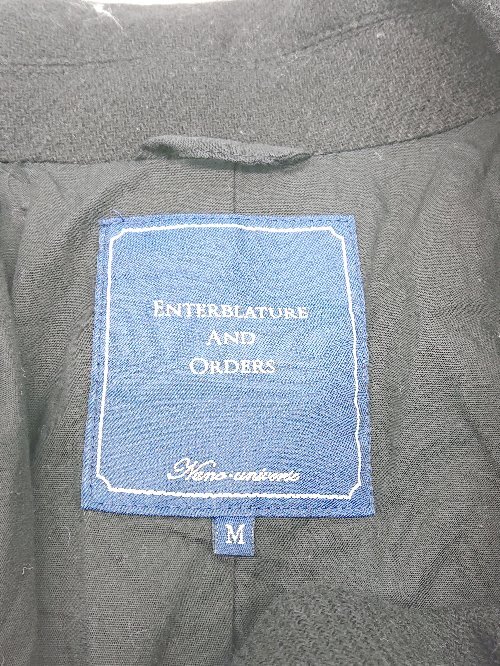 ENTERBLATURE
AND
ORDERS
Nano·universe
M